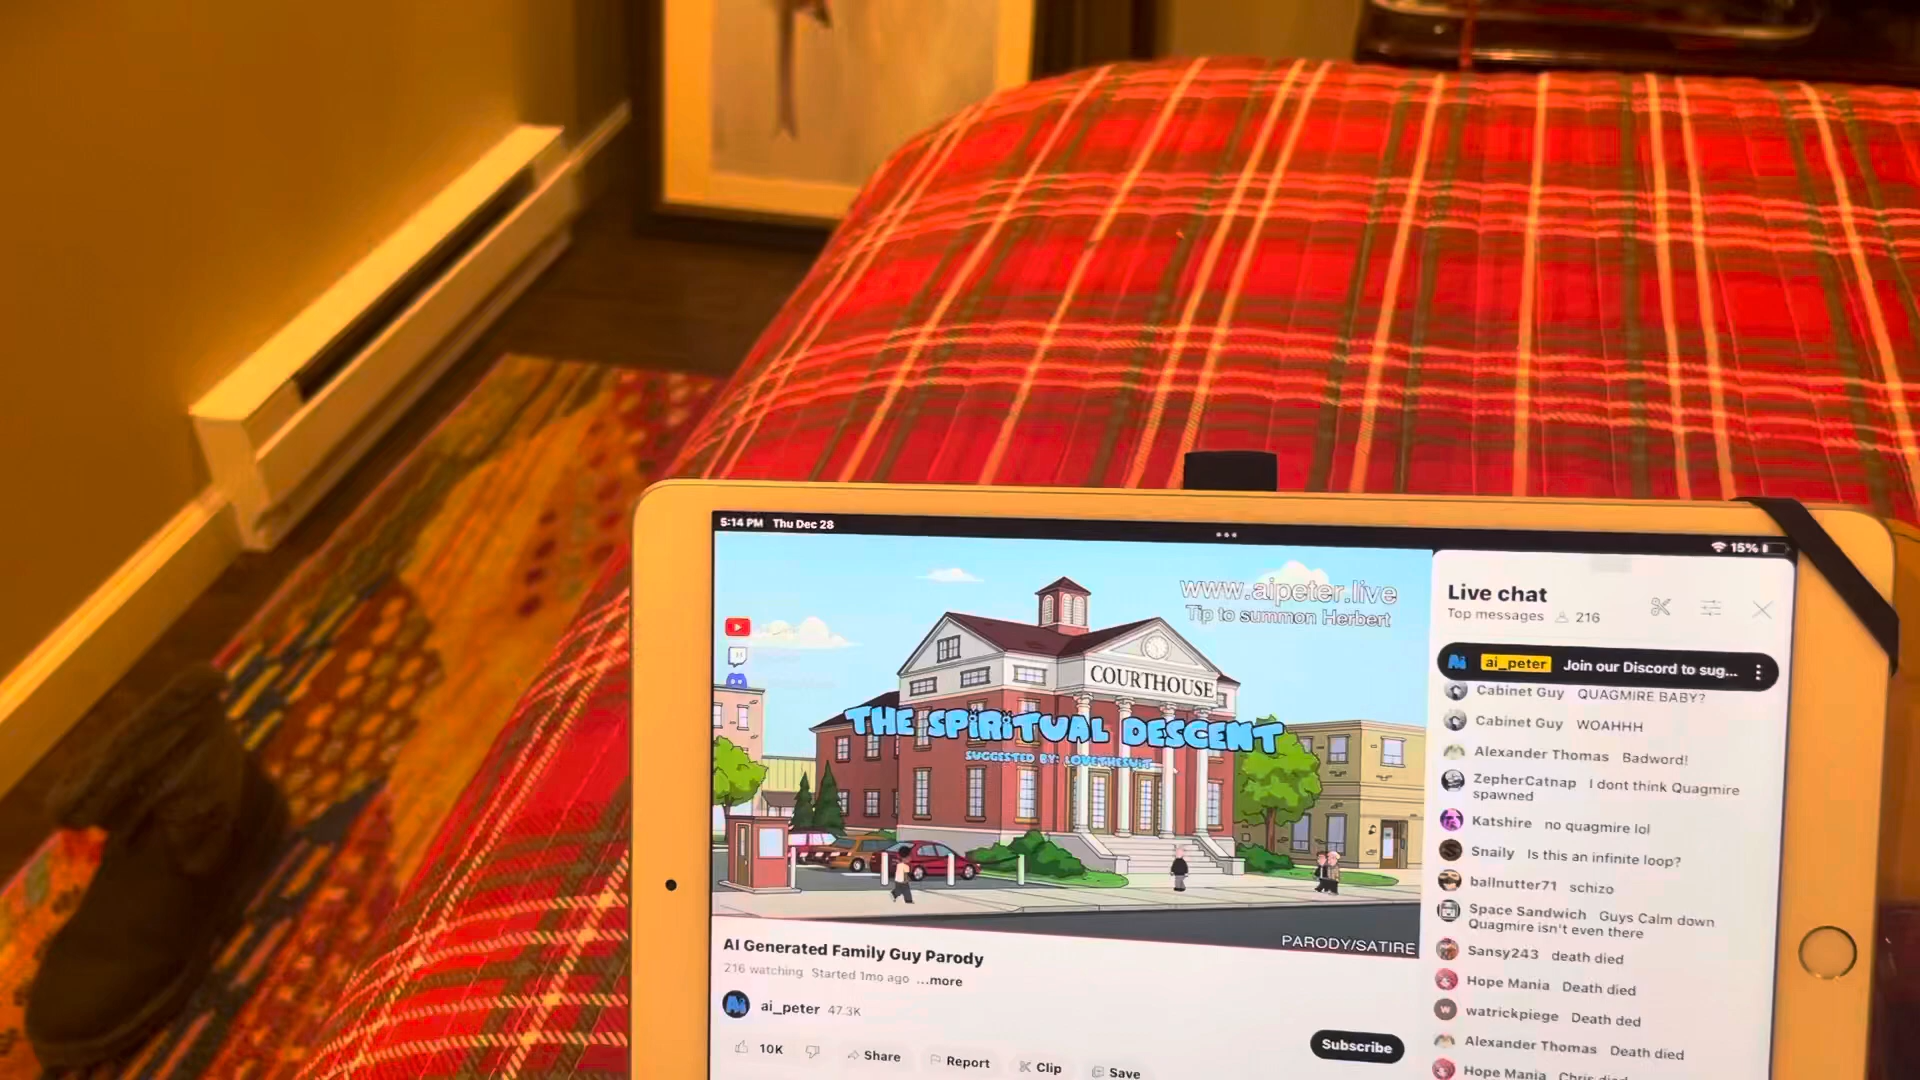 5:14 PM Thu Dec 28
15%
www.aipeter.live
Tip to summon Herbert
COURTHOUSE
THE SPIRITUAL DESCENT
SUGGESTED BY: LOVETHESUIT
PARODY/SATIRE
AI Generated Family Guy Parody
216 watching Started 1mo ago ...more
Ai ai_peter 47.3K
Subscribe
10K Share Report Clip Save
Live chat
Top messages 216
Ai ai_peter Join our Discord to sug...
Cabinet Guy QUAGMIRE BABY?
Cabinet Guy WOAHHH
Alexander Thomas Badword!
ZepherCatnap I dont think Quagmire
spawned
Katshire no quagmire lol
Snaily Is this an infinite loop?
ballnutter71 schizo
Space Sandwich Guys Calm down
Quagmire isn't even there
Sansy243 death died
Hope Mania Death died
w watrickpiege Death ded
Alexander Thomas Death died
Hope Mania Chris died